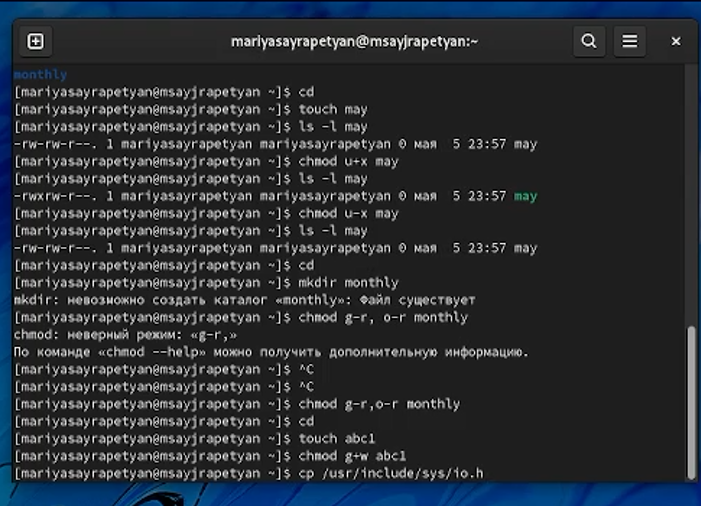 mariyasayrapetyan@msayjrapetyan:~
monthly
[mariyasayrapetyan@msayjrapetyan ~]$ cd
[mariyasayrapetyan@msayjrapetyan ~]$ touch may
[mariyasayrapetyan@msayjrapetyan ~]$ ls -l may
-rw-rw-r--. 1 mariyasayrapetyan mariyasayrapetyan 0 мая  5 23:57 may
[mariyasayrapetyan@msayjrapetyan ~]$ chmod u+x may
[mariyasayrapetyan@msayjrapetyan ~]$ ls -l may
-rwxrw-r--. 1 mariyasayrapetyan mariyasayrapetyan 0 мая  5 23:57 may
[mariyasayrapetyan@msayjrapetyan ~]$ chmod u-x may
[mariyasayrapetyan@msayjrapetyan ~]$ ls -l may
-rw-rw-r--. 1 mariyasayrapetyan mariyasayrapetyan 0 мая  5 23:57 may
[mariyasayrapetyan@msayjrapetyan ~]$ cd
[mariyasayrapetyan@msayjrapetyan ~]$ mkdir monthly
mkdir: невозможно создать каталог «monthly»: Файл существует
[mariyasayrapetyan@msayjrapetyan ~]$ chmod g-r, o-r monthly
chmod: неверный режим: «g-r,»
По команде «chmod --help» можно получить дополнительную информацию.
[mariyasayrapetyan@msayjrapetyan ~]$ ^C
[mariyasayrapetyan@msayjrapetyan ~]$ ^C
[mariyasayrapetyan@msayjrapetyan ~]$ chmod g-r,o-r monthly
[mariyasayrapetyan@msayjrapetyan ~]$ cd
[mariyasayrapetyan@msayjrapetyan ~]$ touch abc1
[mariyasayrapetyan@msayjrapetyan ~]$ chmod g+w abc1
[mariyasayrapetyan@msayjrapetyan ~]$ cp /usr/include/sys/io.h